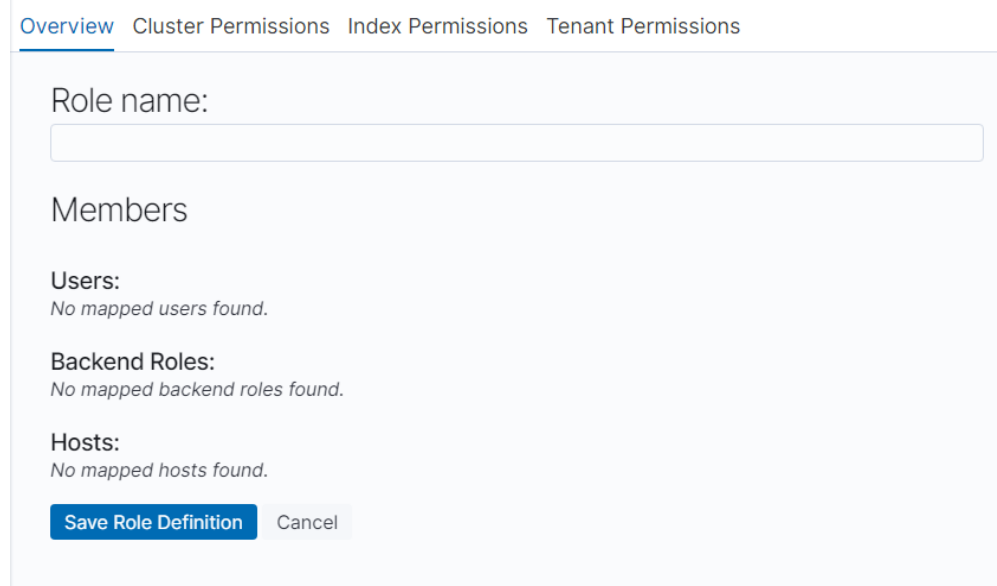 Overview Cluster Permissions Index Permissions Tenant Permissions
Role name:
Members
Users:
No mapped users found.
Backend Roles:
No mapped backend roles found.
Hosts:
No mapped hosts found.
Save Role Definition Cancel